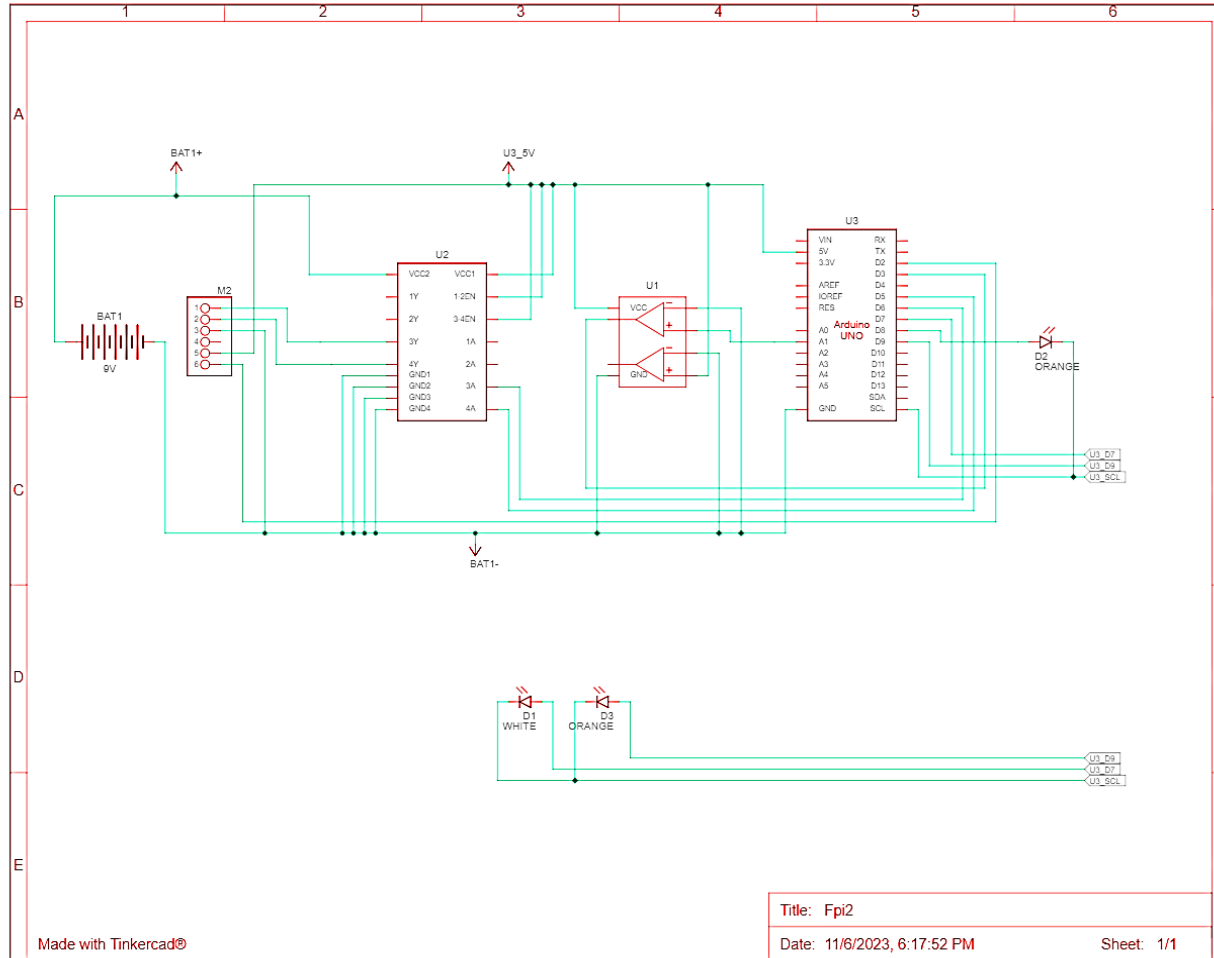 1 2 3 4 5 6
A
BAT1+ U3_5V
U3
U2
VIN RX
5V TX
3.3V D2
D3
VCC2 VCC1
AREF D4
B
M2
U1
1Y 1-2EN
IOREF D5
1
VCC
RES D6
BAT1
2
2Y 3-4EN
D7
3
Arduino
UNO
A0 D8
4
3Y 1A
A1 D9
D2
ORANGE
5
A2 D10
9V
6
4Y 2A
GND
A3 D11
GND1
A4 D12
GND2 3A
A5 D13
GND3
SDA
GND4 4A
GND SCL
U3_D7
U3_D9
U3_SCL
C
BAT1-
D
D1
WHITE
D3
ORANGE
U3_D9
U3_D7
U3_SCL
E
Title: Fpi2
Made with Tinkercad®
Date: 11/6/2023, 6:17:52 PM Sheet: 1/1